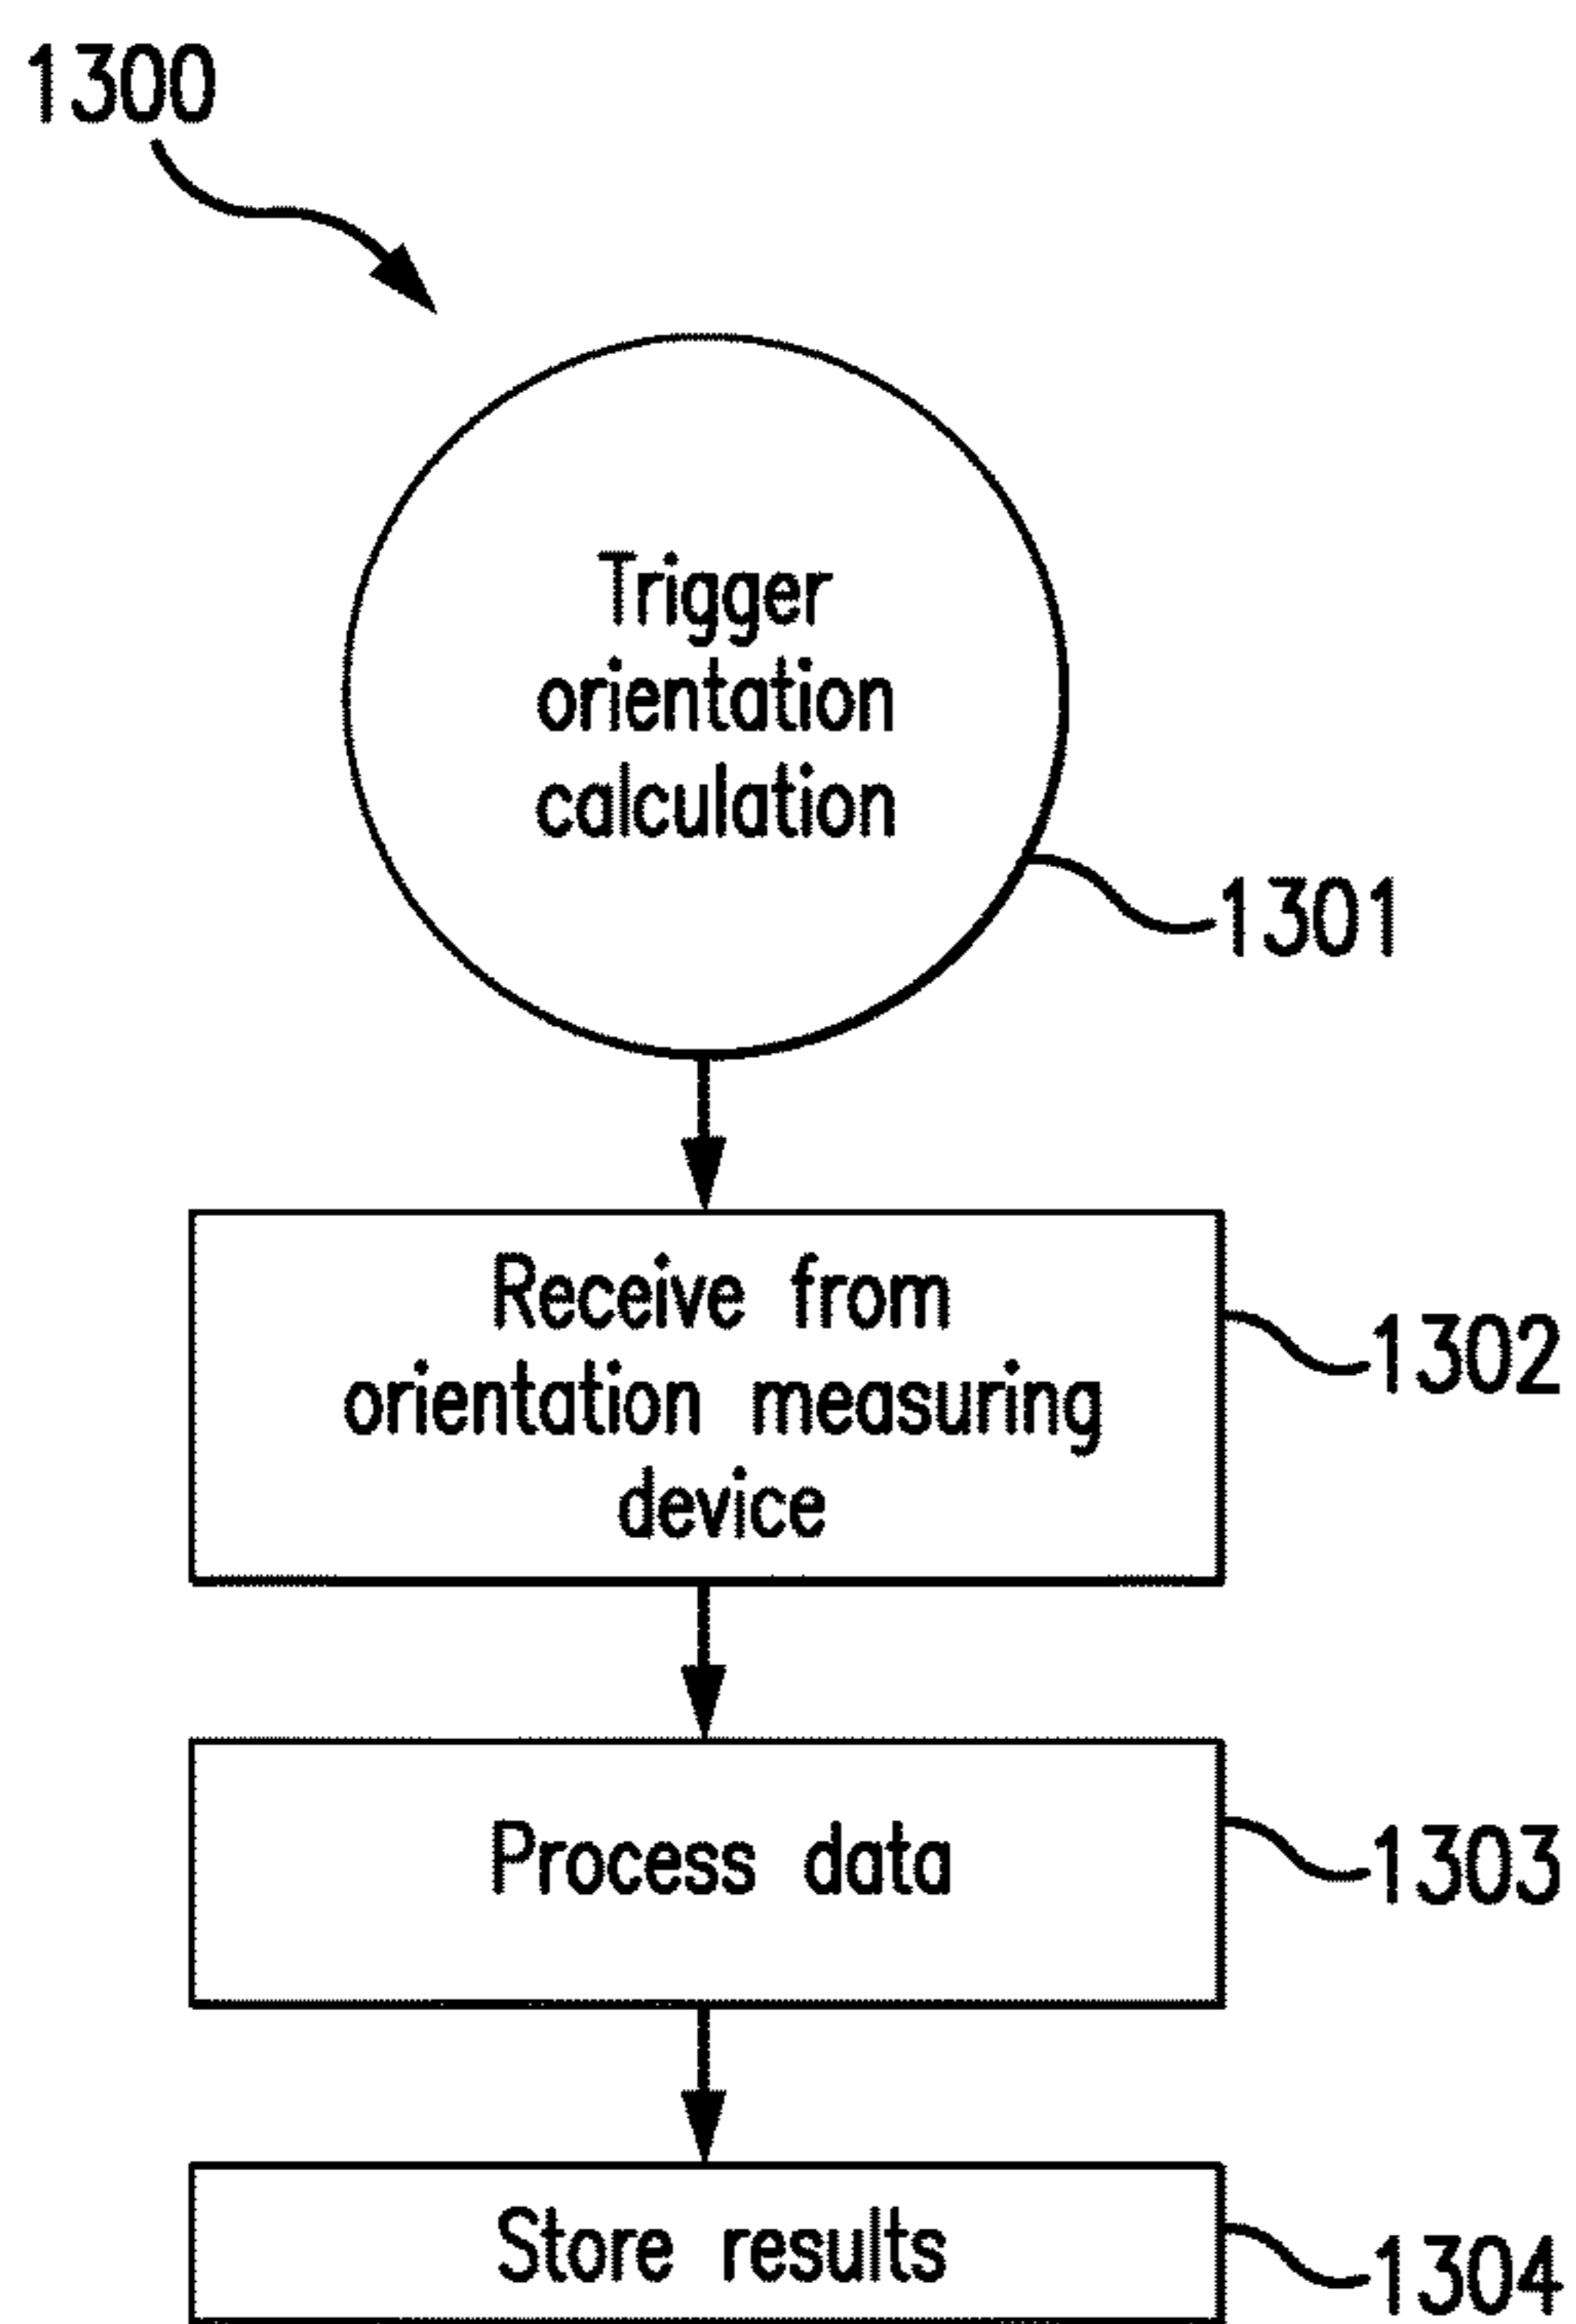 1300
Trigger
orientation
calculation
1301
Receive from
orientation measuring
device
1302
Process data
1303
Store results
1304